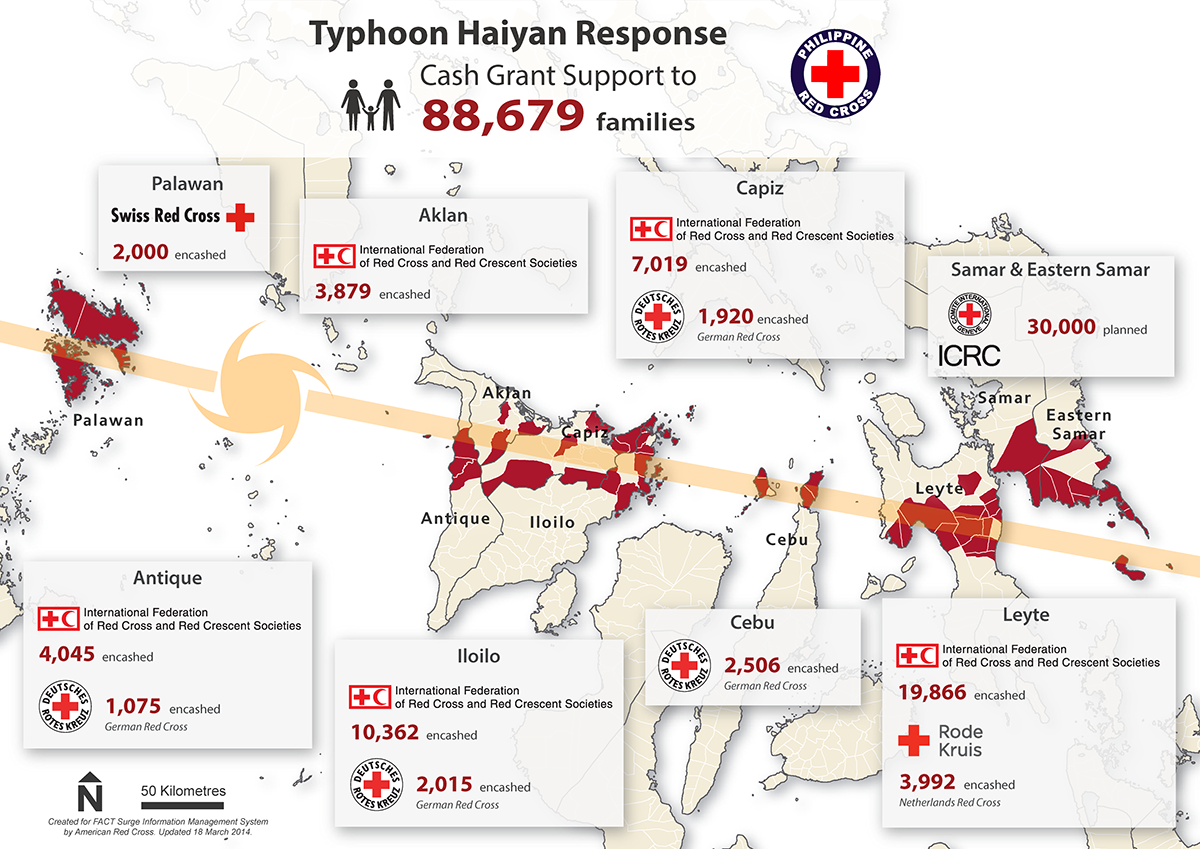 Typhoon Haiyan Response
Cash Grant Support to
88,679 families
PHILIPPINE
RED CROSS
Palawan
Swiss Red Cross
2,000 encashed
Aklan
International Federation
of Red Cross and Red Crescent Societies
3,879 encashed
Capiz
International Federation
of Red Cross and Red Crescent Societies
7,019 encashed
DEUTSCHES
ROTES KREUZ
1,920 encashed
German Red Cross
Samar & Eastern Samar
COMITE INTERNATIONAL
GENEVE
ICRC
30,000 planned
Palawan
Aklan
Capiz
Antique
Iloilo
Cebu
Leyte
Samar
Eastern
Samar
Antique
International Federation
of Red Cross and Red Crescent Societies
4,045 encashed
DEUTSCHES
ROTES KREUZ
1,075 encashed
German Red Cross
Iloilo
International Federation
of Red Cross and Red Crescent Societies
10,362 encashed
DEUTSCHES
ROTES KREUZ
2,015 encashed
German Red Cross
Cebu
DEUTSCHES
ROTES KREUZ
2,506 encashed
German Red Cross
Leyte
International Federation
of Red Cross and Red Crescent Societies
19,866 encashed
Rode
Kruis
3,992 encashed
Netherlands Red Cross
N
50 Kilometres
Created for FACT Surge Information Management System
by American Red Cross. Updated 18 March 2014.